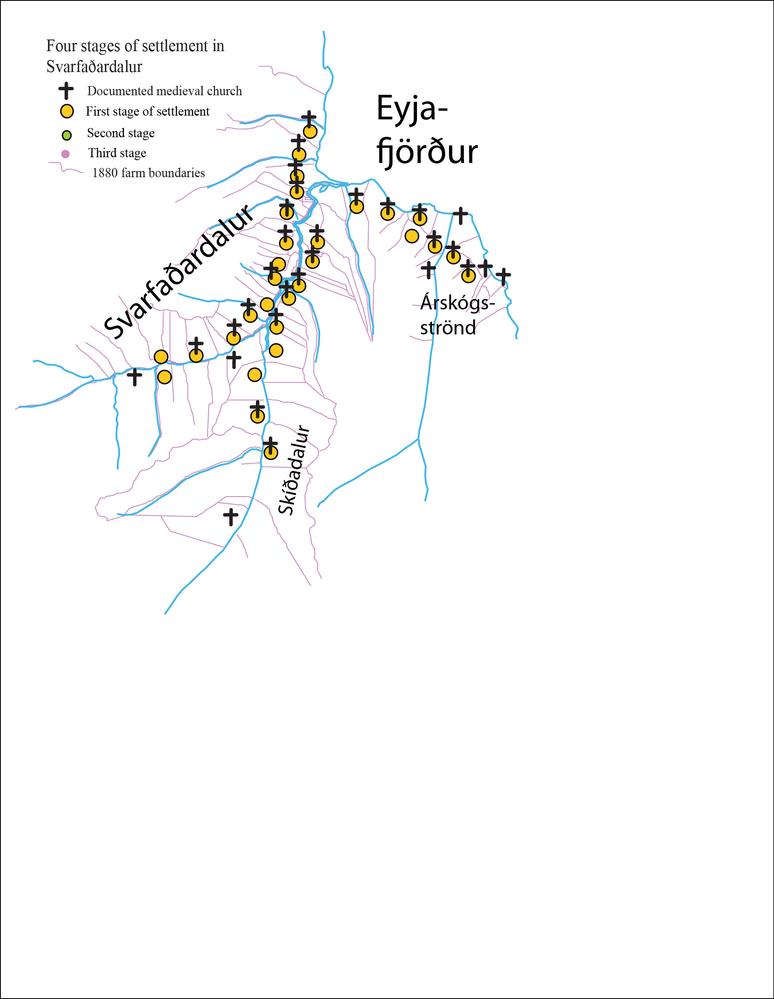 Four stages of settlement in
Svarfaðardalur
Documented medieval church
First stage of settlement
Second stage
Third stage
1880 farm boundaries
Eyja-
fjörður
Svarfaðardalur
Árskógs-
strönd
Skíðadalur